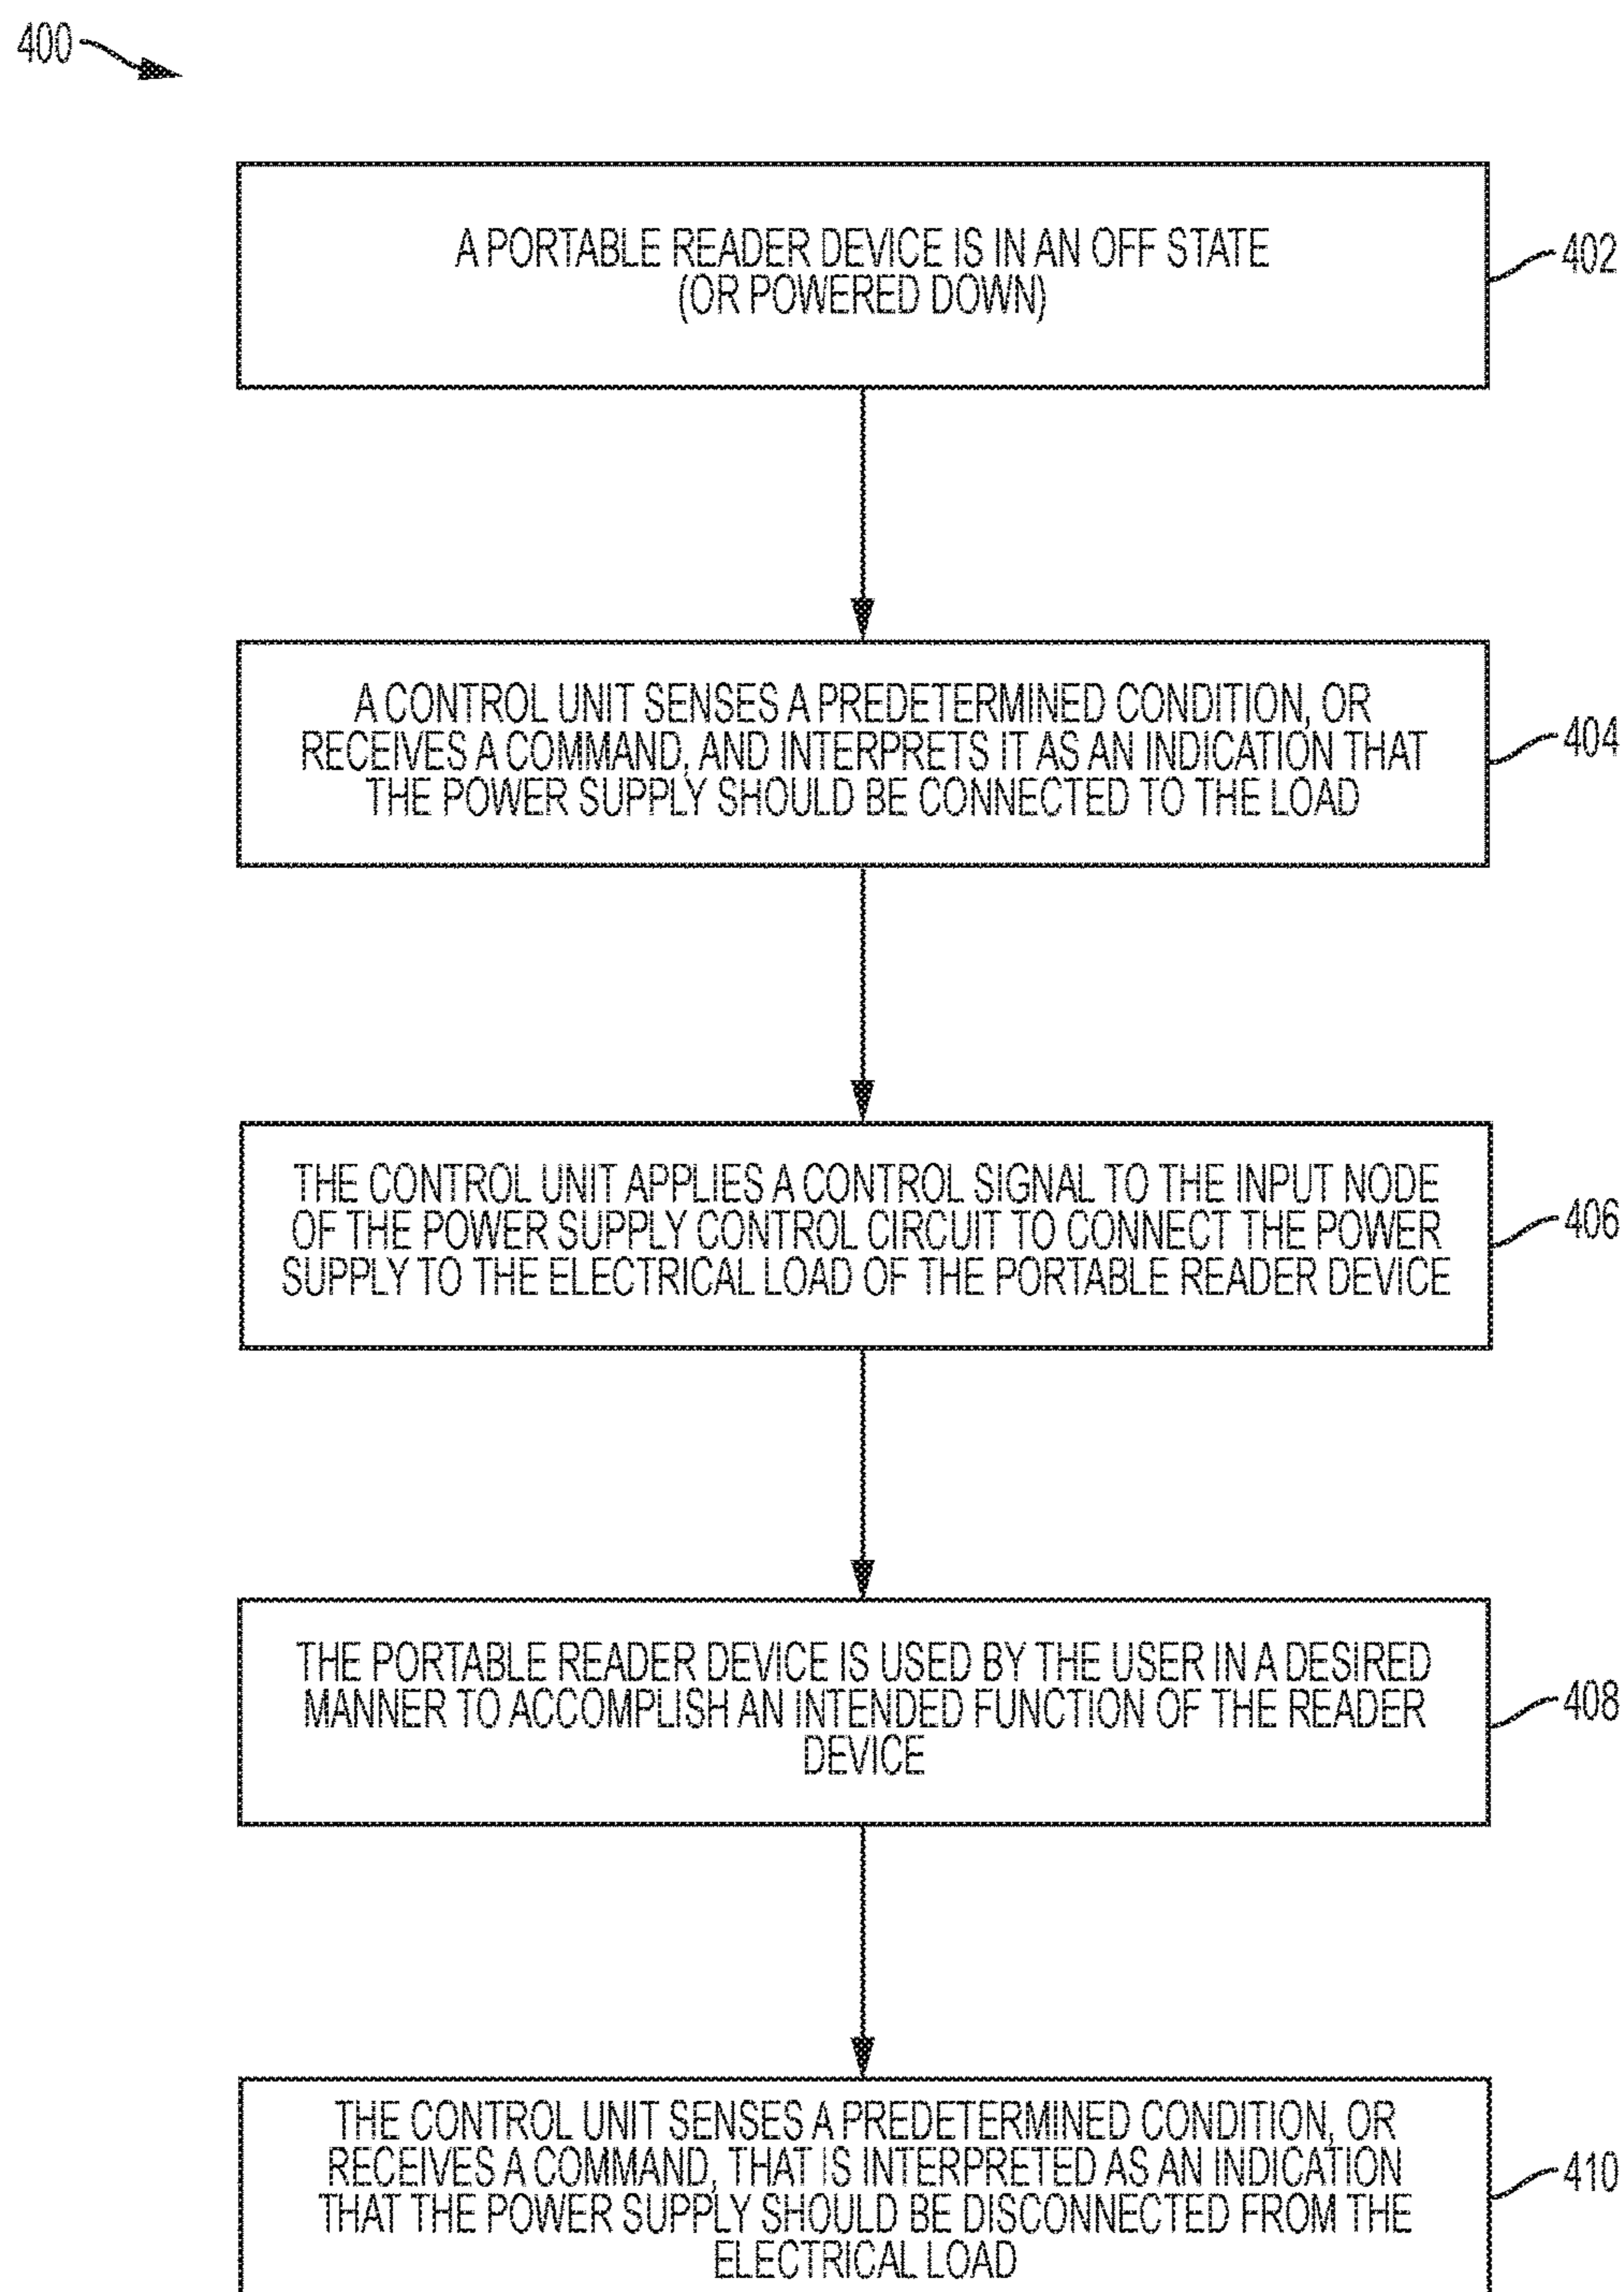 400
A PORTABLE READER DEVICE IS IN AN OFF STATE
(OR POWERED DOWN)
402
A CONTROL UNIT SENSES A PREDETERMINED CONDITION, OR
RECEIVES A COMMAND, AND INTERPRETS IT AS AN INDICATION THAT
THE POWER SUPPLY SHOULD BE CONNECTED TO THE LOAD
404
THE CONTROL UNIT APPLIES A CONTROL SIGNAL TO THE INPUT NODE
OF THE POWER SUPPLY CONTROL CIRCUIT TO CONNECT THE POWER
SUPPLY TO THE ELECTRICAL LOAD OF THE PORTABLE READER DEVICE
406
THE PORTABLE READER DEVICE IS USED BY THE USER IN A DESIRED
MANNER TO ACCOMPLISH AN INTENDED FUNCTION OF THE READER
DEVICE
408
THE CONTROL UNIT SENSES A PREDETERMINED CONDITION, OR
RECEIVES A COMMAND, THAT IS INTERPRETED AS AN INDICATION
THAT THE POWER SUPPLY SHOULD BE DISCONNECTED FROM THE
ELECTRICAL LOAD
410